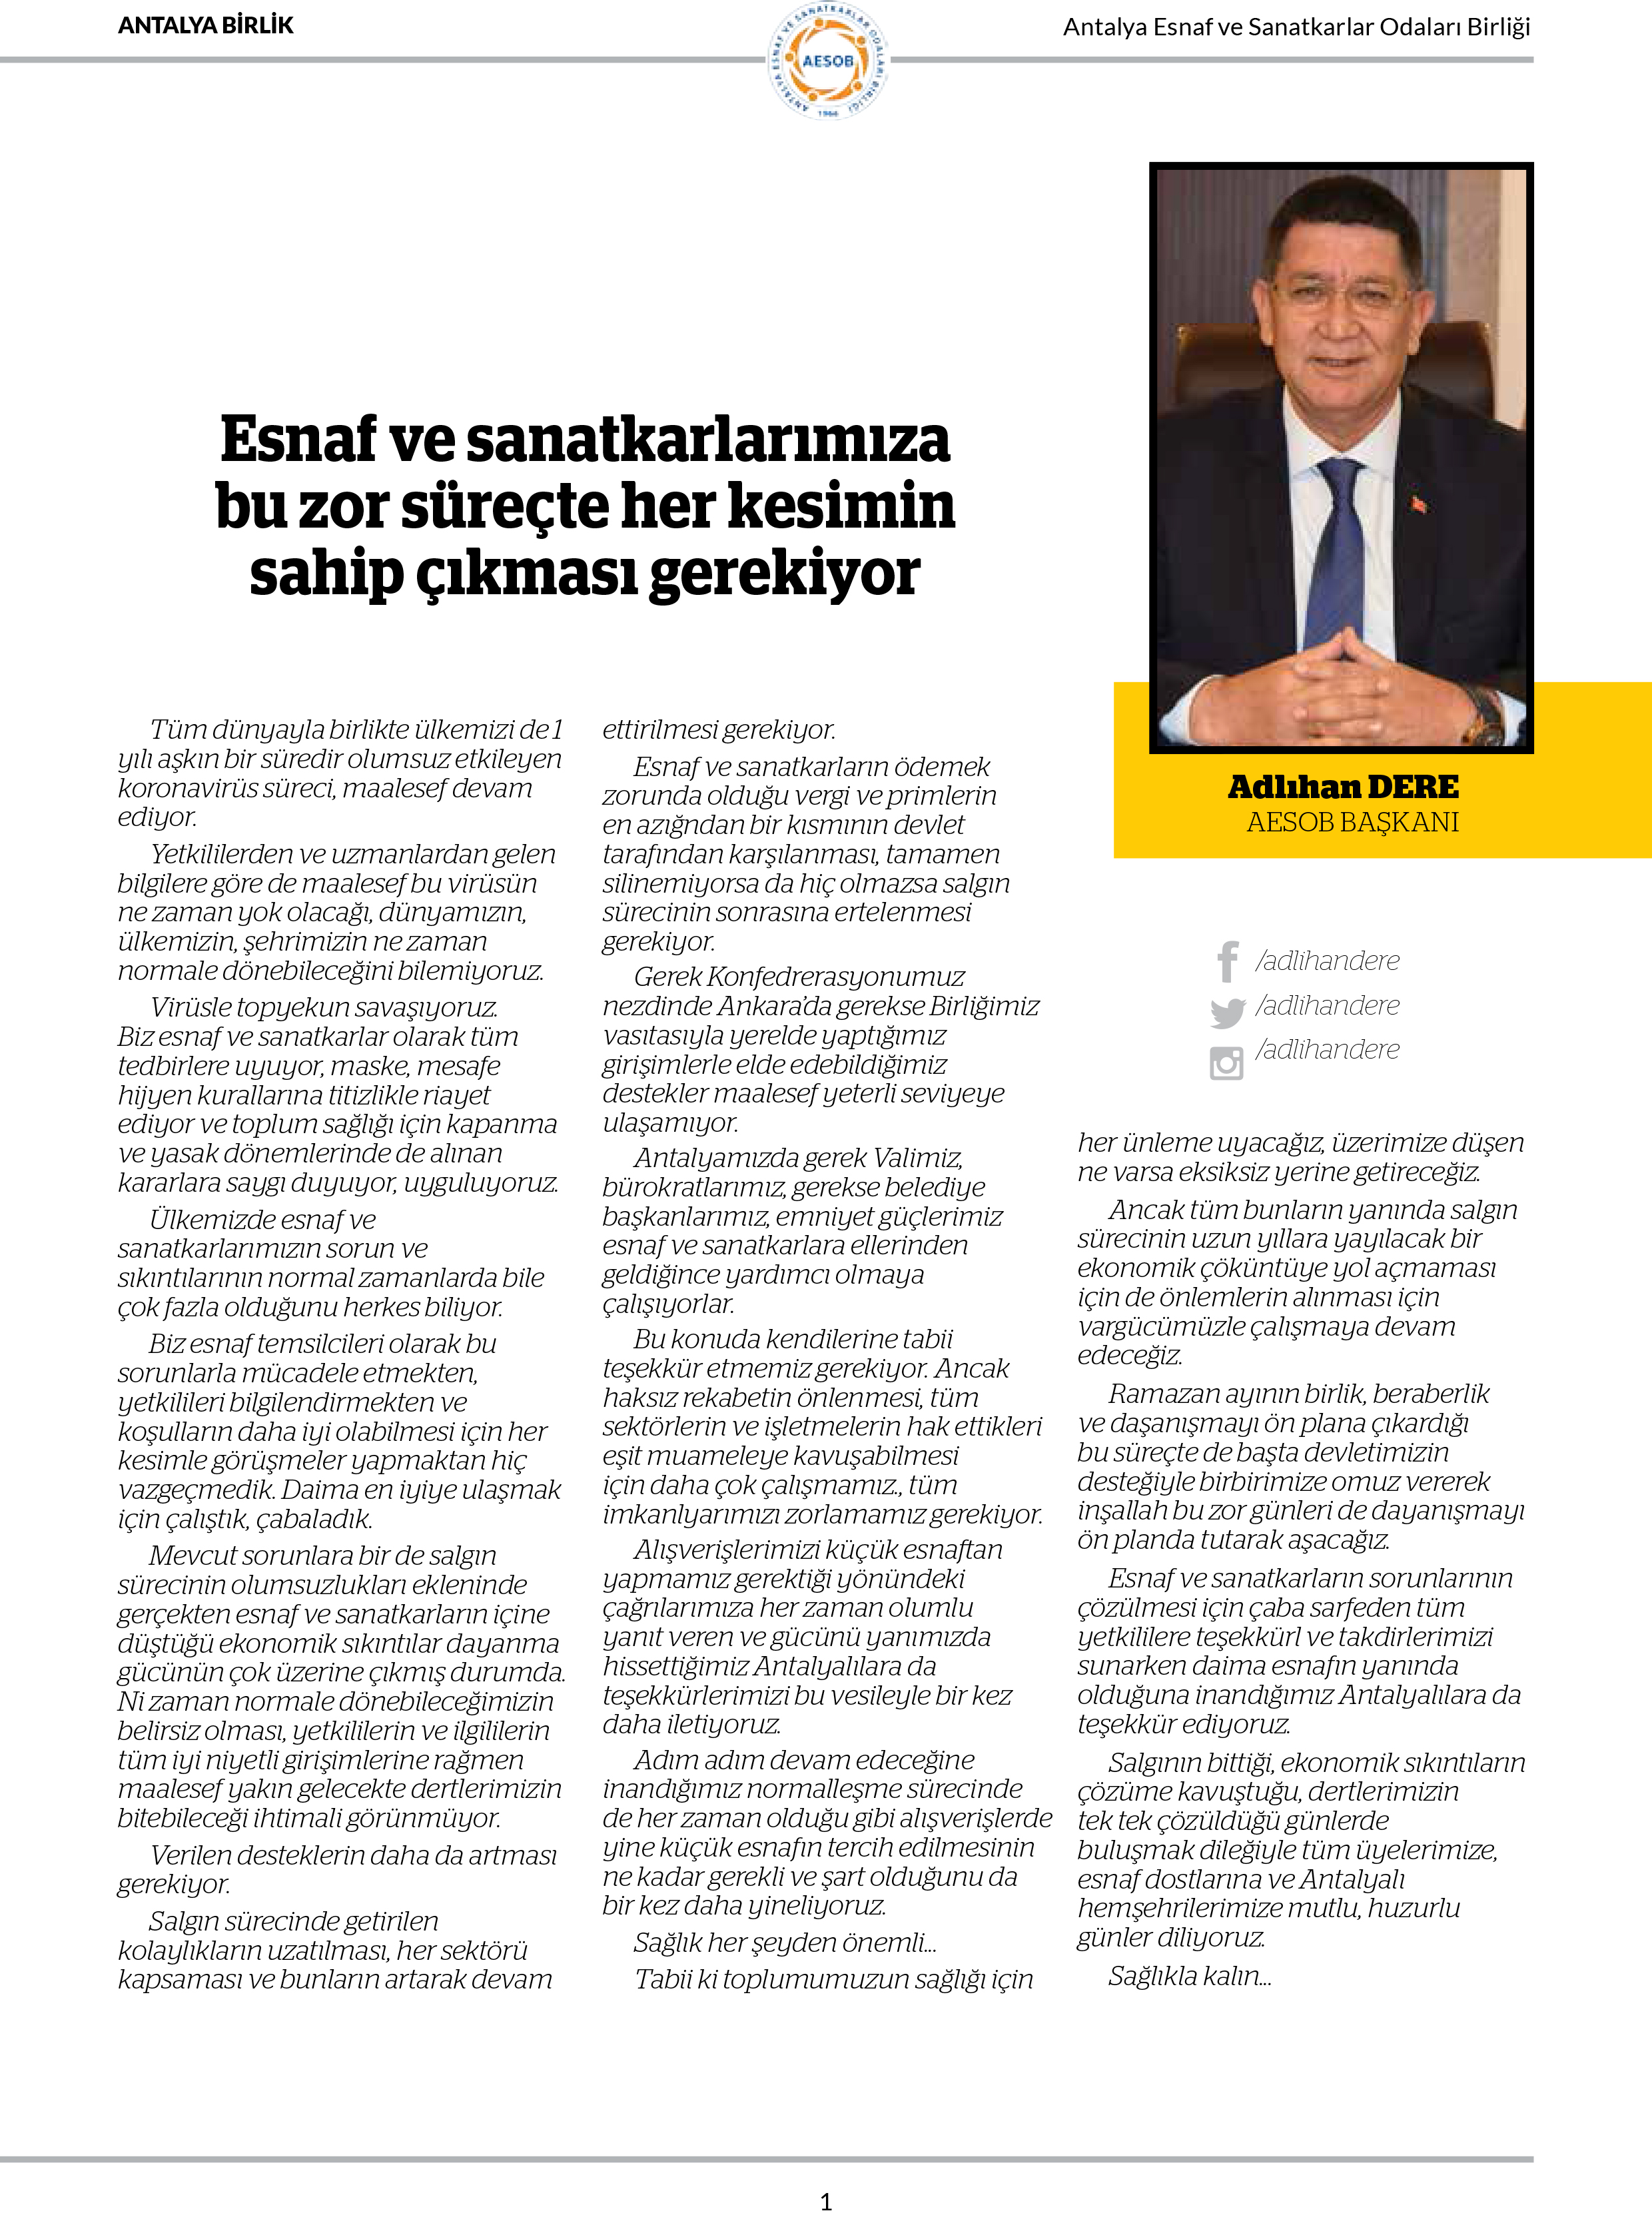 ANTALYA BİRLİK
ANTALYA ESNAF VE SANATKARLAR ODALARI BİRLİĞİ
AESOB
1966
Antalya Esnaf ve Sanatkarlar Odaları Birliği
Esnaf ve sanatkarlarımıza
bu zor süreçte her kesimin
sahip çıkması gerekiyor
Adlıhan DERE
AESOB BAŞKANI
/adlihandere
/adlihandere
/adlihandere
Tüm dünyayla birlikte ülkemizi de 1
yılı aşkın bir süredir olumsuz etkileyen
koronavirüs süreci, maalesef devam
ediyor.
Yetkililerden ve uzmanlardan gelen
bilgilere göre de maalesef bu virüsün
ne zaman yok olacağı, dünyamızın,
ülkemizin, şehrimizin ne zaman
normale dönebileceğini bilemiyoruz.
Virüsle topyekun savaşıyoruz.
Biz esnaf ve sanatkarlar olarak tüm
tedbirlere uyuyor, maske, mesafe
hijyen kurallarına titizlikle riayet
ediyor ve toplum sağlığı için kapanma
ve yasak dönemlerinde de alınan
kararlara saygı duyuyor, uyguluyoruz.
Ülkemizde esnaf ve
sanatkarlarımızın sorun ve
sıkıntılarının normal zamanlarda bile
çok fazla olduğunu herkes biliyor.
Biz esnaf temsilcileri olarak bu
sorunlarla mücadele etmekten,
yetkilileri bilgilendirmekten ve
koşulların daha iyi olabilmesi için her
kesimle görüşmeler yapmaktan hiç
vazgeçmedik. Daima en iyiye ulaşmak
için çalıştık, çabaladık.
Mevcut sorunlara bir de salgın
sürecinin olumsuzlukları ekleninde
gerçekten esnaf ve sanatkarların içine
düştüğü ekonomik sıkıntılar dayanma
gücünün çok üzerine çıkmış durumda.
Ni zaman normale dönebileceğimizin
belirsiz olması, yetkililerin ve ilgililerin
tüm iyi niyetli girişimlerine rağmen
maalesef yakın gelecekte dertlerimizin
bitebileceği ihtimali görünmüyor.
Verilen desteklerin daha da artması
gerekiyor.
Salgın sürecinde getirilen
kolaylıkların uzatılması, her sektörü
kapsaması ve bunların artarak devam
ettirilmesi gerekiyor.
Esnaf ve sanatkarların ödemek
zorunda olduğu vergi ve primlerin
en azığndan bir kısmının devlet
tarafından karşılanması, tamamen
silinemiyorsa da hiç olmazsa salgın
sürecinin sonrasına ertelenmesi
gerekiyor.
Gerek Konfedrerasyonumuz
nezdinde Ankara’da gerekse Birliğimiz
vasıtasıyla yerelde yaptığımız
girişimlerle elde edebildiğimiz
destekler maalesef yeterli seviyeye
ulaşamıyor.
Antalyamızda gerek Valimiz,
bürokratlarımız, gerekse belediye
başkanlarımız, emniyet güçlerimiz
esnaf ve sanatkarlara ellerinden
geldiğince yardımcı olmaya
çalışıyorlar.
Bu konuda kendilerine tabii
teşekkür etmemiz gerekiyor. Ancak
haksız rekabetin önlenmesi, tüm
sektörlerin ve işletmelerin hak ettikleri
eşit muameleye kavuşabilmesi
için daha çok çalışmamız., tüm
imkanlyarımızı zorlamamız gerekiyor.
Alışverişlerimizi küçük esnaftan
yapmamız gerektiği yönündeki
çağrılarımıza her zaman olumlu
yanıt veren ve gücünü yanımızda
hissettiğimiz Antalyalılara da
teşekkürlerimizi bu vesileyle bir kez
daha iletiyoruz.
Adım adım devam edeceğine
inandığımız normalleşme sürecinde
de her zaman olduğu gibi alışverişlerde
yine küçük esnafın tercih edilmesinin
ne kadar gerekli ve şart olduğunu da
bir kez daha yineliyoruz.
Sağlık her şeyden önemli...
Tabii ki toplumumuzun sağlığı için
her ünleme uyacağız, üzerimize düşen
ne varsa eksiksiz yerine getireceğiz.
Ancak tüm bunların yanında salgın
sürecinin uzun yıllara yayılacak bir
ekonomik çöküntüye yol açmaması
için de önlemlerin alınması için
vargücümüzle çalışmaya devam
edeceğiz.
Ramazan ayının birlik, beraberlik
ve daşanışmayı ön plana çıkardığı
bu süreçte de başta devletimizin
desteğiyle birbirimize omuz vererek
inşallah bu zor günleri de dayanışmayı
ön planda tutarak aşacağız.
Esnaf ve sanatkarların sorunlarının
çözülmesi için çaba sarfeden tüm
yetkililere teşekkürl ve takdirlerimizi
sunarken daima esnafın yanında
olduğuna inandığımız Antalyalılara da
teşekkür ediyoruz.
Salgının bittiği, ekonomik sıkıntıların
çözüme kavuştuğu, dertlerimizin
tek tek çözüldüğü günlerde
buluşmak dileğiyle tüm üyelerimize,
esnaf dostlarına ve Antalyalı
hemşehrilerimize mutlu, huzurlu
günler diliyoruz.
Sağlıkla kalın...
1